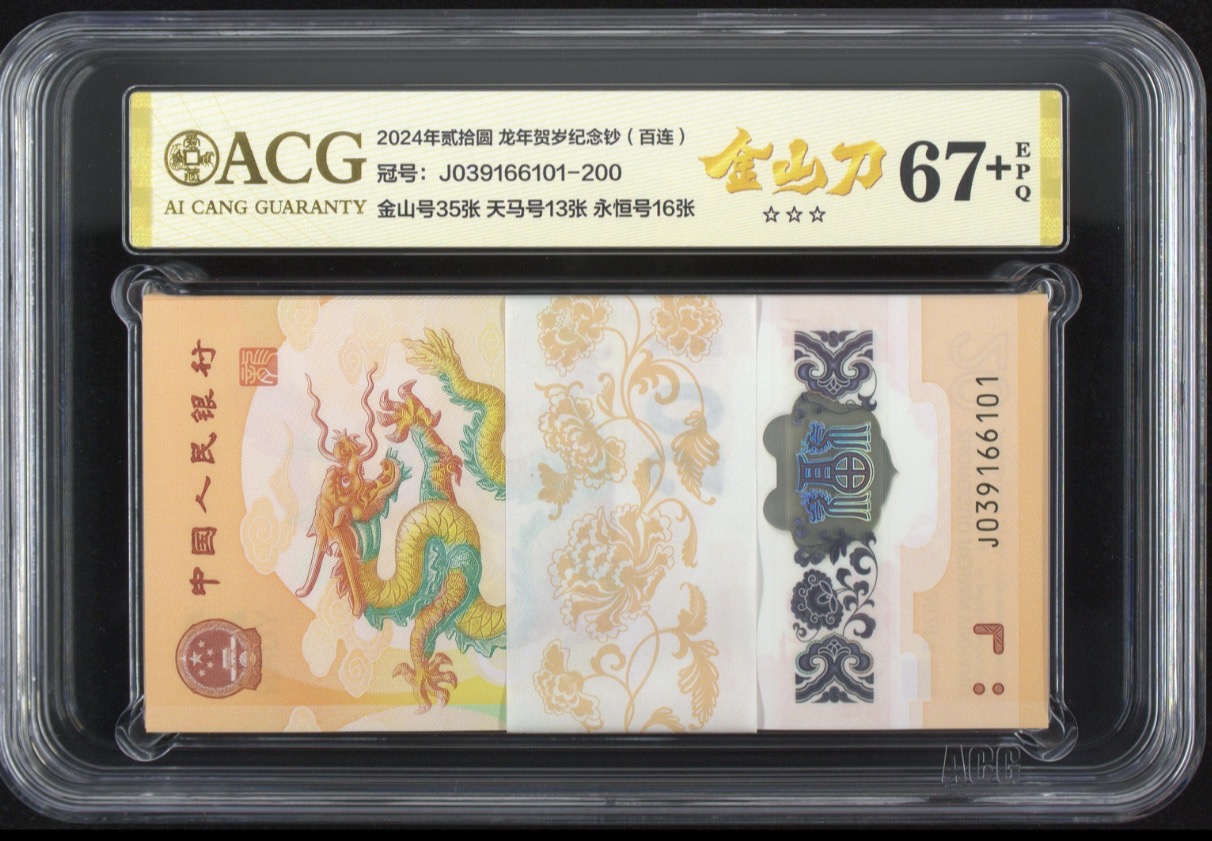 ACG
AI CANG GUARANTY
2024年贰拾圆 龙年贺岁纪念钞（百连）
冠号：J039166101-200
金山号35张 天马号13张 永恒号16张
金山刀
☆☆☆
67+
EPQ
中国人民银行
J039166101
ACG